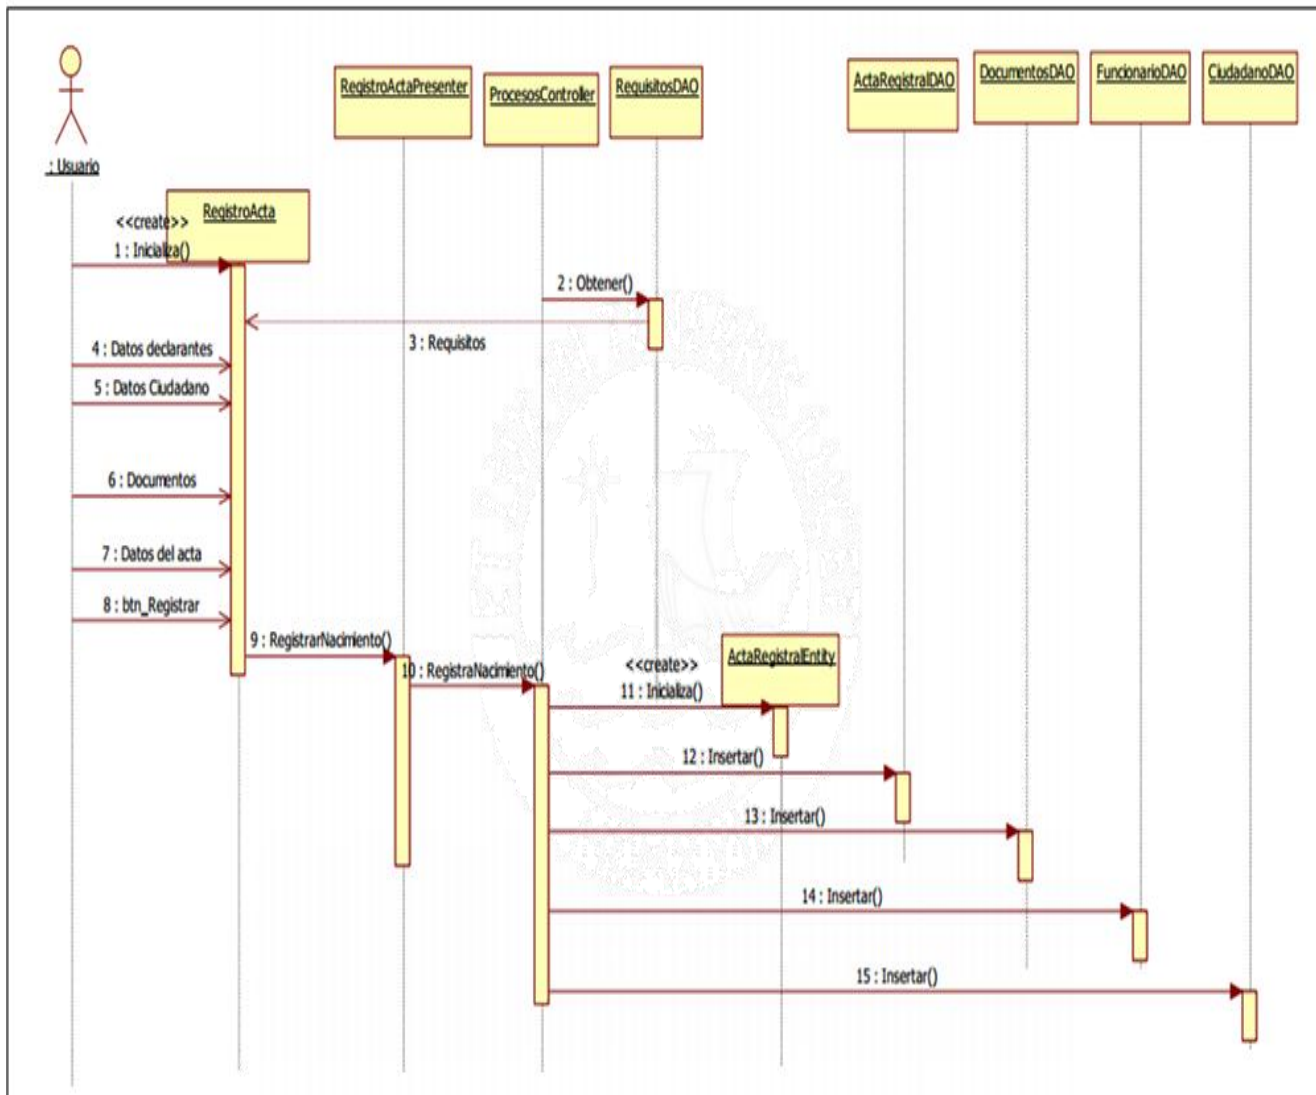 : Usuario
RegistroActaPresenter
ProcesosController
RequisitosDAO
ActaRegistralDAO
DocumentosDAO
FuncionarioDAO
CiudadanoDAO
RegistroActa
<<create>>
1 : Inicializa()
2 : Obtener()
3 : Requisitos
4 : Datos declarantes
5 : Datos Ciudadano
6 : Documentos
7 : Datos del acta
8 : btn_Registrar
9 : RegistrarNacimiento()
10 : RegistraNacimiento()
<<create>>
11 : Inicializa()
ActaRegistralEntity
12 : Insertar()
13 : Insertar()
14 : Insertar()
15 : Insertar()